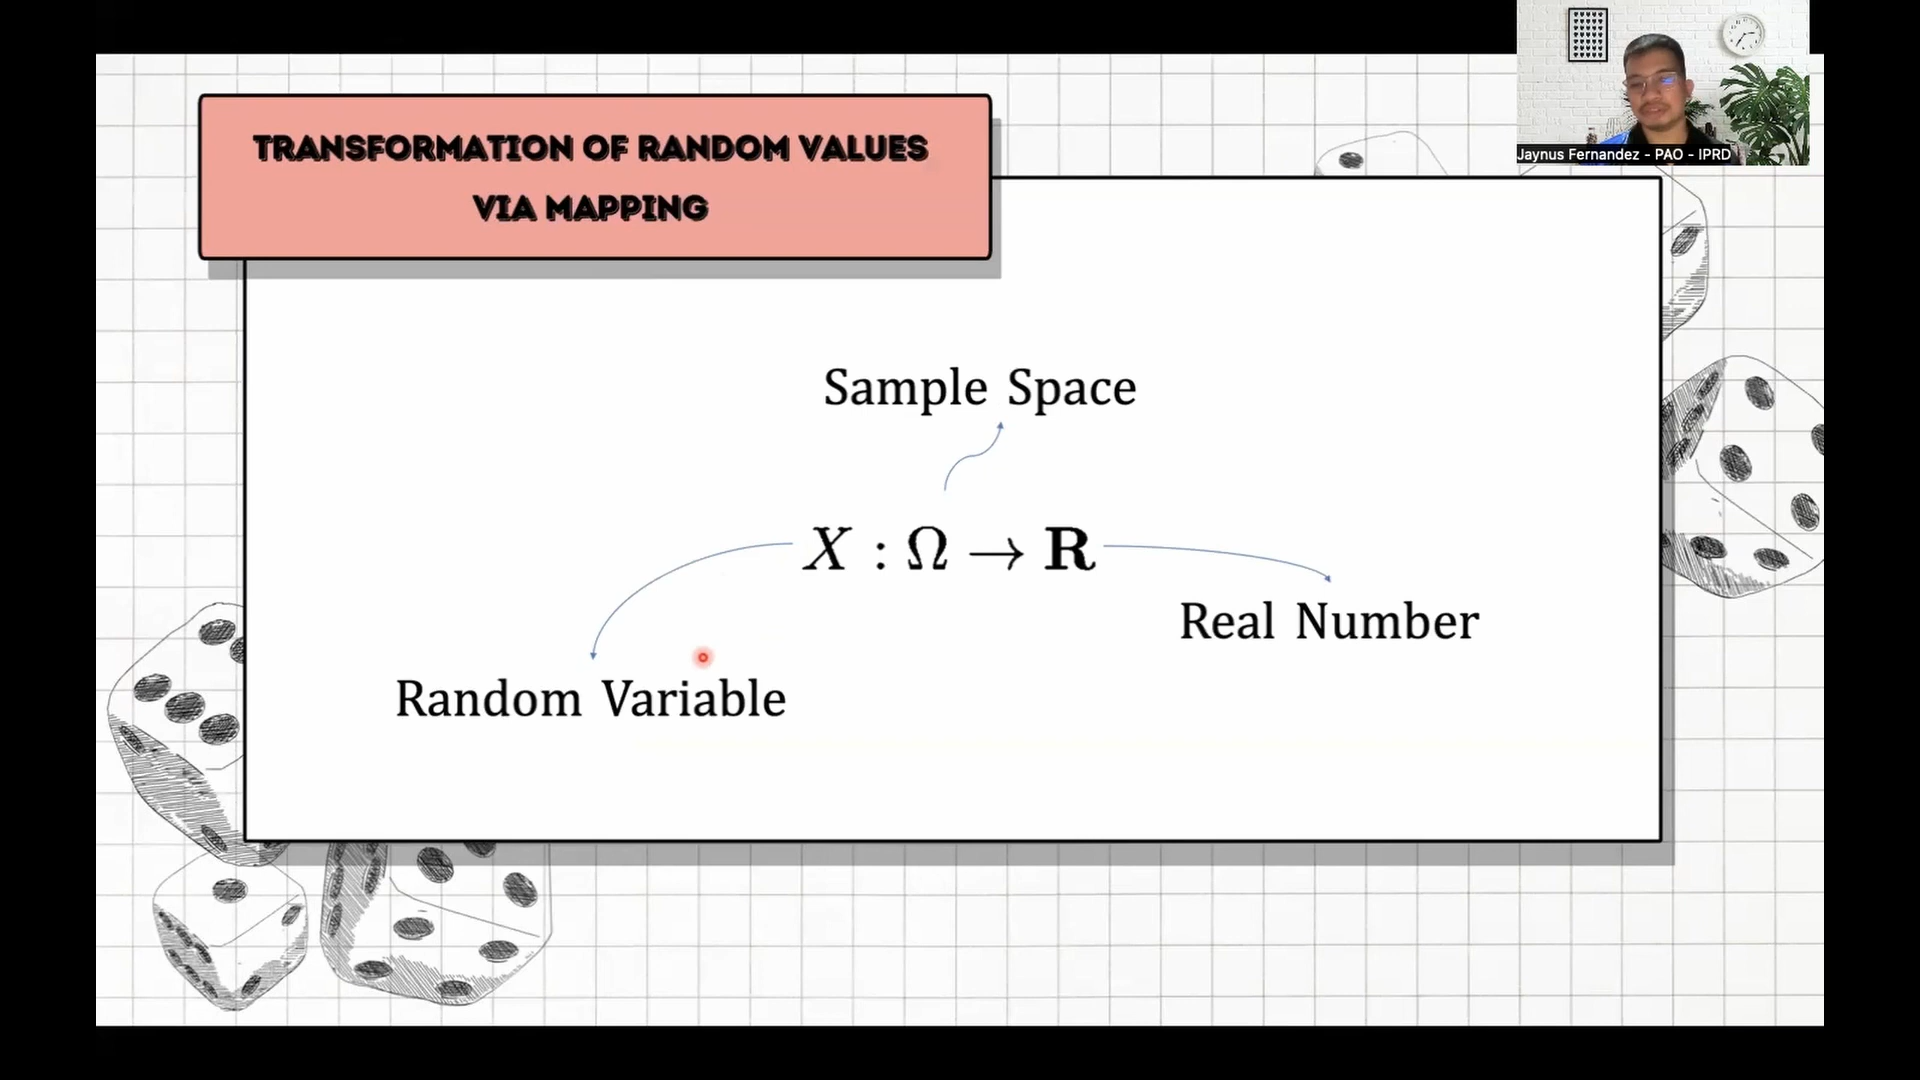 TRANSFORMATION OF RANDOM VALUES
VIA MAPPING
Jaynus Fernandez - PAO - IPRD
Sample Space
X : Ω → R
Real Number
Random Variable